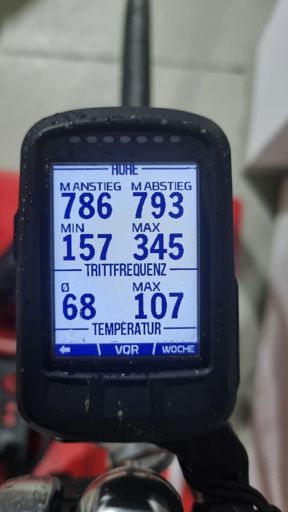 HÖHE
M ANSTIEG M ABSTIEG
786 793
MIN MAX
157 345
TRITTFREQUENZ
Ø MAX
68 107
TEMPERATUR
← VOR WOCHE